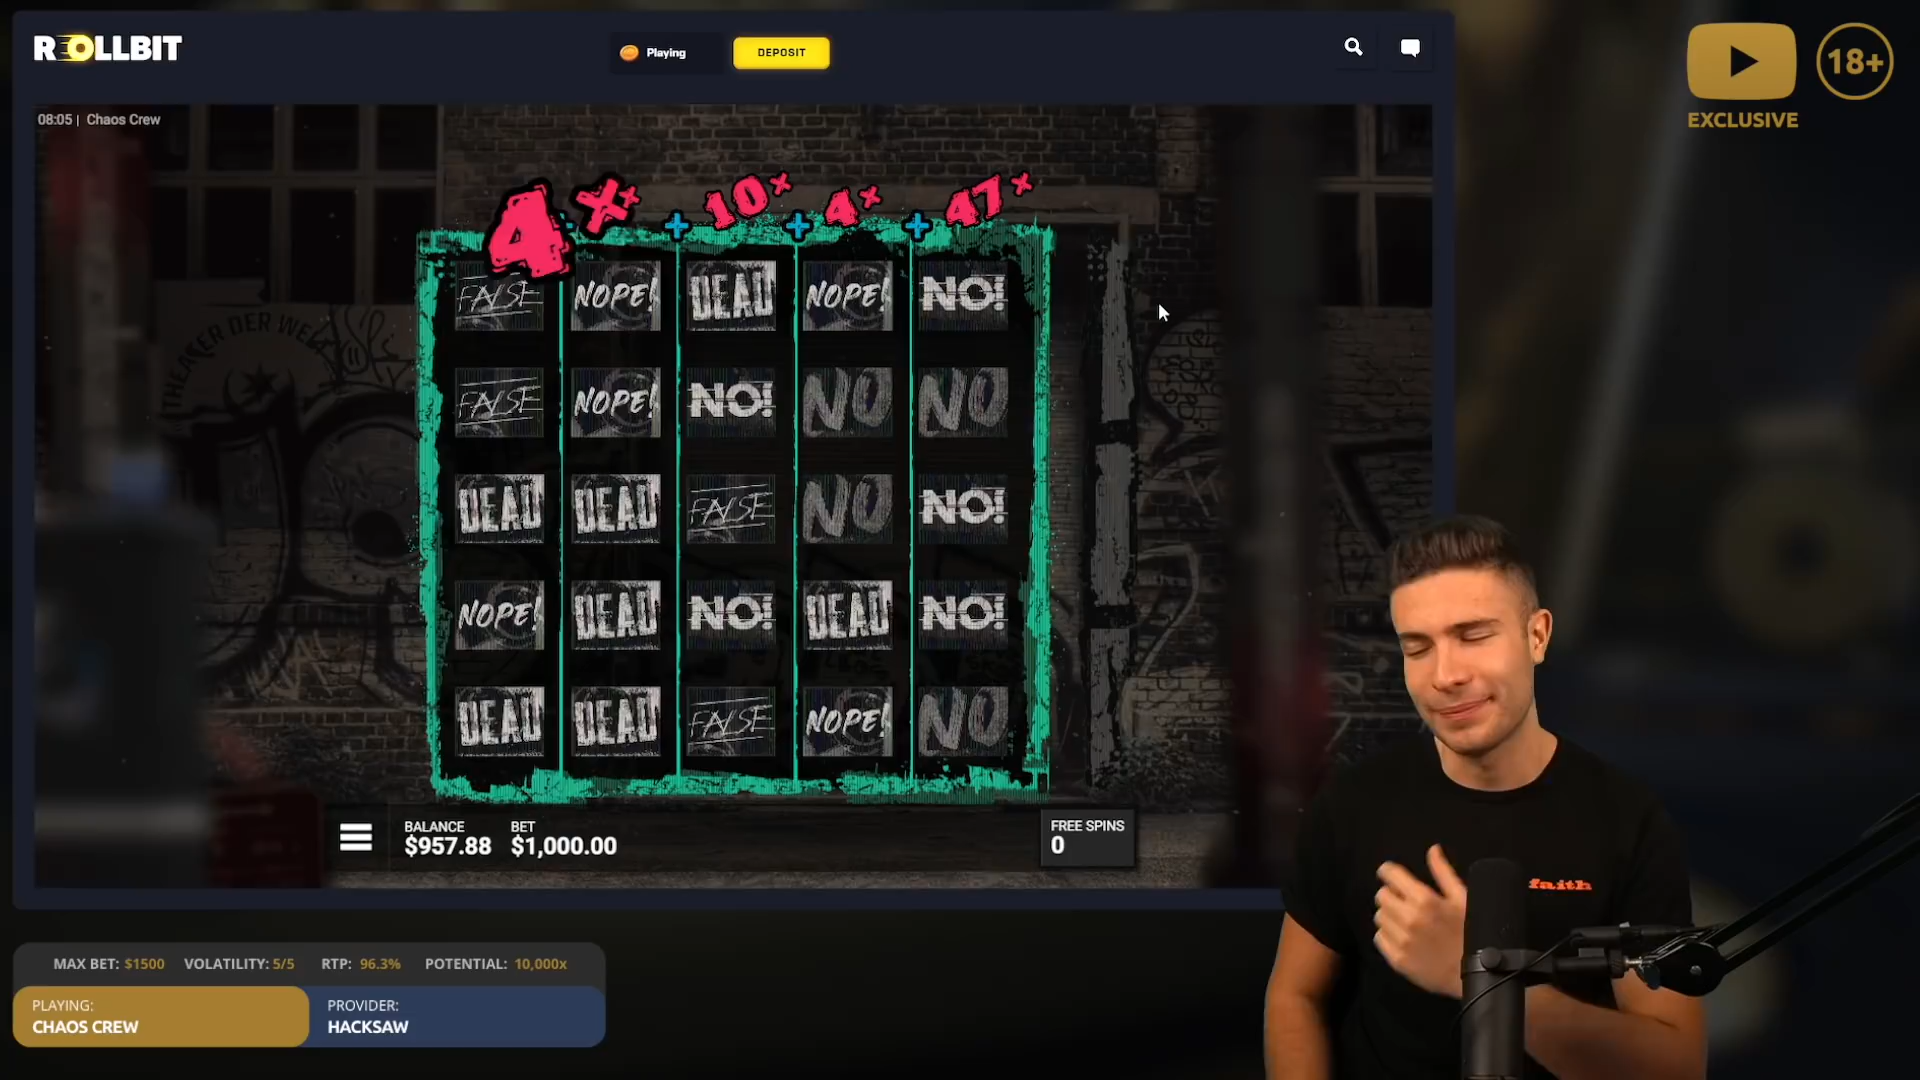 ROLLBIT
Playing
DEPOSIT
18+
EXCLUSIVE
08:05 | Chaos Crew
4x x+ + 10x + 4x + 47x
FALSE NOPE! DEAD NOPE! NO!
FALSE NOPE! NO! NO NO
DEAD DEAD FALSE NO NO!
NOPE! DEAD NO! DEAD NO!
DEAD DEAD FALSE NOPE! NO
THEATER DER WEL
BALANCE BET
$957.88 $1,000.00
FREE SPINS
0
faith
MAX BET: $1500 VOLATILITY: 5/5 RTP: 96.3% POTENTIAL: 10,000x
PLAYING:
CHAOS CREW
PROVIDER:
HACKSAW